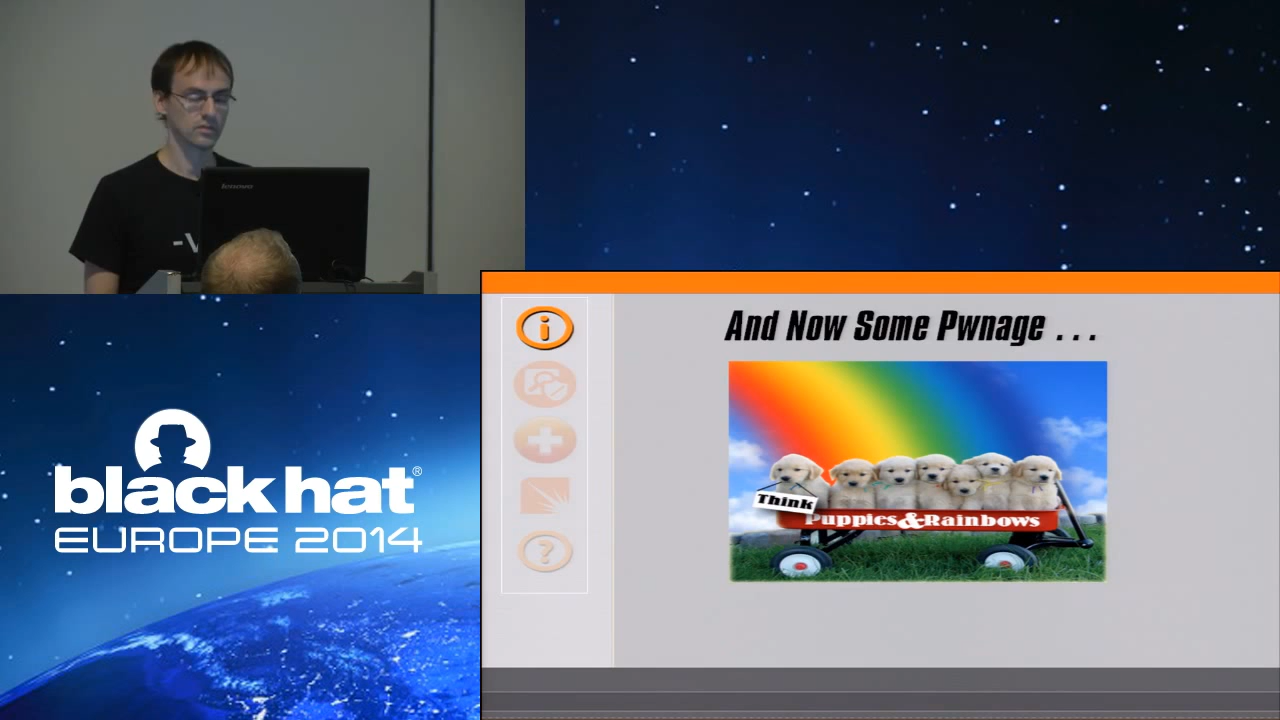 lenovo
-v
And Now Some Pwnage . . .
Think
Puppies&Rainbows
black hat®
EUROPE 2014